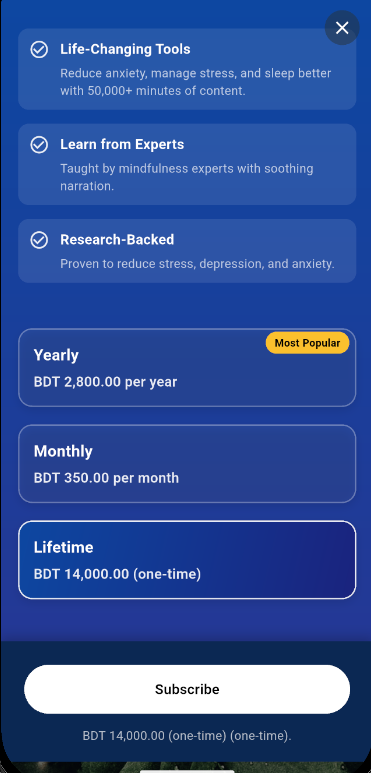 Life-Changing Tools
Reduce anxiety, manage stress, and sleep better
with 50,000+ minutes of content.
Learn from Experts
Taught by mindfulness experts with soothing
narration.
Research-Backed
Proven to reduce stress, depression, and anxiety.
Most Popular
Yearly
BDT 2,800.00 per year
Monthly
BDT 350.00 per month
Lifetime
BDT 14,000.00 (one-time)
Subscribe
BDT 14,000.00 (one-time) (one-time).